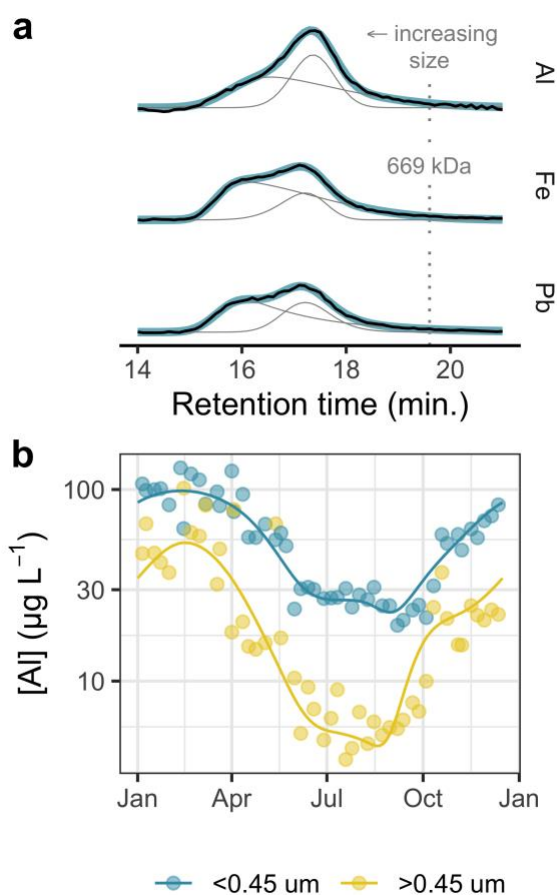 a
← increasing
size
Al
669 kDa
Fe
Pb
14 16 18 20
Retention time (min.)
b
100
30
10
[Al] (µg L⁻¹)
Jan Apr Jul Oct Jan
<0.45 um >0.45 um